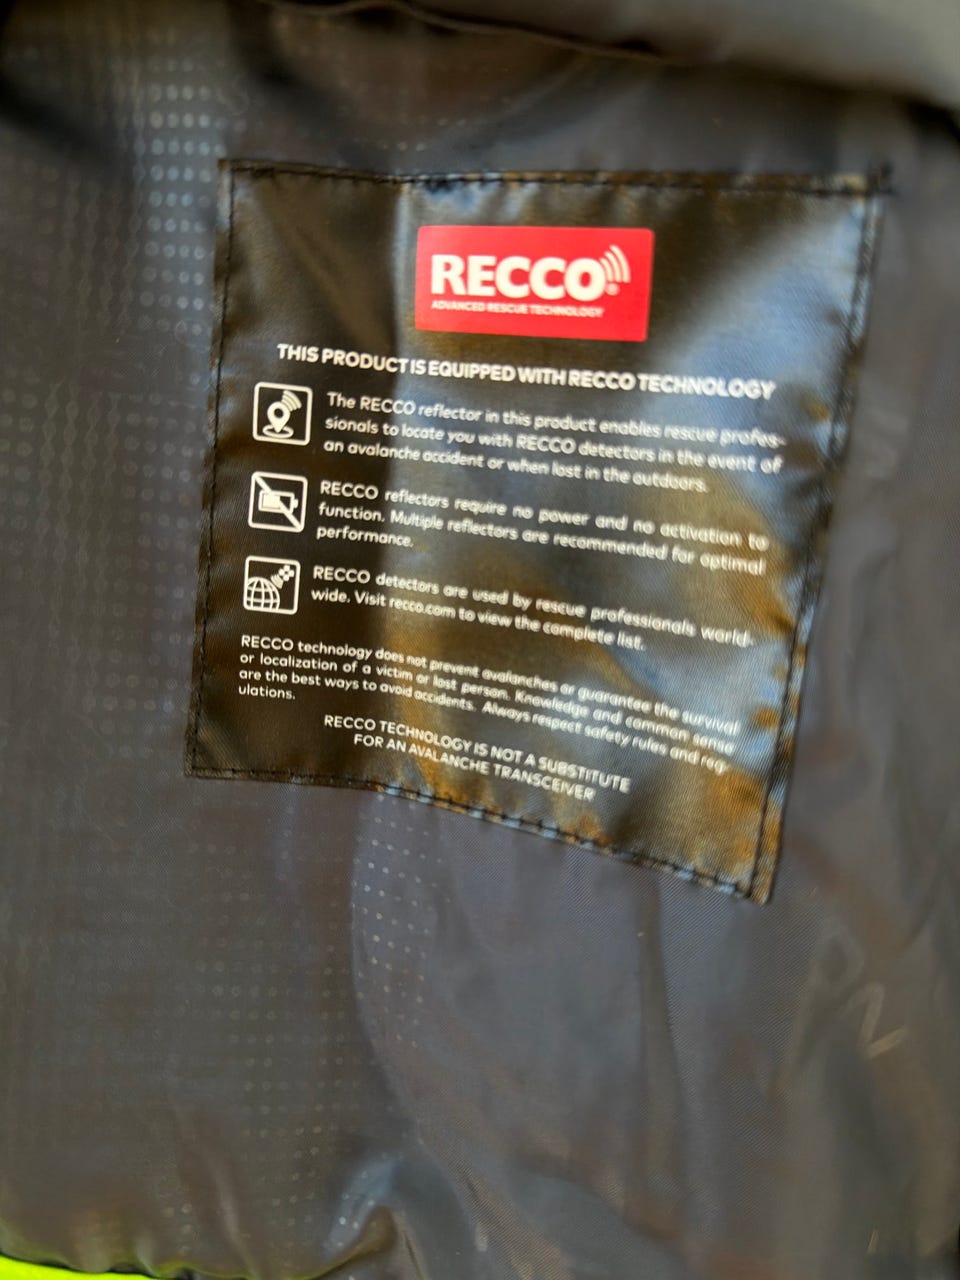 RECCO®
ADVANCED RESCUE TECHNOLOGY
THIS PRODUCT IS EQUIPPED WITH RECCO TECHNOLOGY
The RECCO reflector in this product enables rescue profes-
sionals to locate you with RECCO detectors in the event of
an avalanche accident or when lost in the outdoors.
RECCO reflectors require no power and no activation to
function. Multiple reflectors are recommended for optimal
performance.
RECCO detectors are used by rescue professionals world-
wide. Visit recco.com to view the complete list.
RECCO technology does not prevent avalanches or guarantee the survival
or localization of a victim or lost person. Knowledge and common sense
are the best ways to avoid accidents. Always respect safety rules and reg-
ulations.
RECCO TECHNOLOGY IS NOT A SUBSTITUTE
FOR AN AVALANCHE TRANSCEIVER